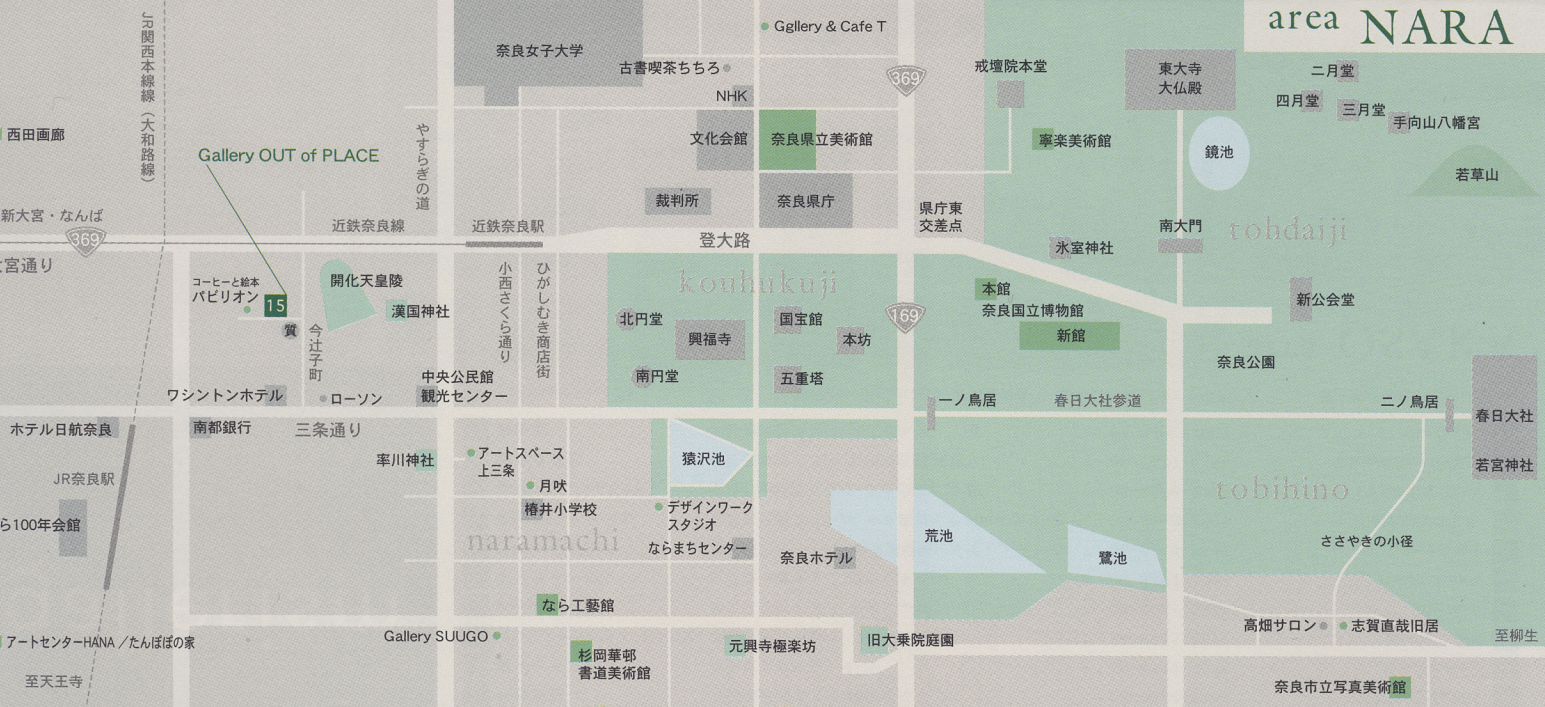 area NARA
JR関西本線線（大和路線）
西田画廊
Gallery OUT of PLACE
やすらぎの道
奈良女子大学
Ggllery & Cafe T
古書喫茶ちちろ
NHK
文化会館
奈良県立美術館
裁判所
奈良県庁
369
戒壇院本堂
東大寺
大仏殿
二月堂
四月堂
三月堂
手向山八幡宮
寧楽美術館
鏡池
若草山
新大宮・なんば
369
近鉄奈良線
近鉄奈良駅
登大路
県庁東
交差点
南大門
tohdaiji
氷室神社
コーヒーと絵本
パビリオン
15
質
開化天皇陵
漢国神社
今辻子町
小西さくら通り
ひがしむき商店街
kouhukuji
北円堂
興福寺
国宝館
本坊
南円堂
五重塔
169
本館
奈良国立博物館
新館
新公会堂
奈良公園
ワシントンホテル
ローソン
中央公民館
観光センター
一ノ鳥居
春日大社参道
二ノ鳥居
春日大社
若宮神社
ホテル日航奈良
南都銀行
三条通り
率川神社
アートスペース
上三条
月吠
椿井小学校
猿沢池
デザインワーク
スタジオ
JR奈良駅
ら100年会館
naramachi
ならまちセンター
奈良ホテル
荒池
鷺池
tobihino
ささやきの小径
なら工藝館
Gallery SUUGO
杉岡華邨
書道美術館
元興寺極楽坊
旧大乗院庭園
高畑サロン
志賀直哉旧居
至柳生
アートセンターHANA／たんぽぽの家
至天王寺
奈良市立写真美術館